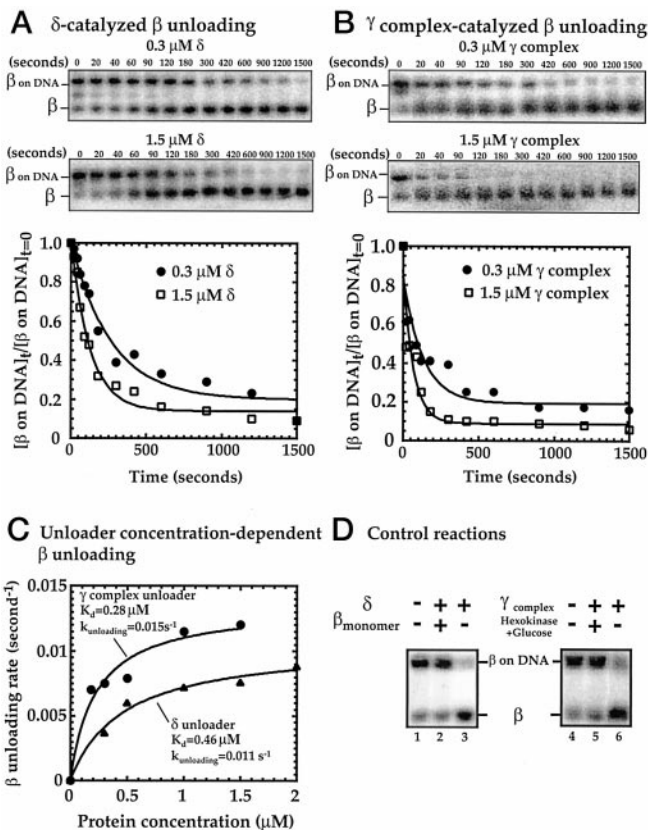 A δ-catalyzed β unloading
0.3 µM δ
(seconds) 0 20 40 60 90 120 180 300 420 600 900 1200 1500
β on DNA
β
1.5 µM δ
(seconds) 0 20 40 60 90 120 180 300 420 600 900 1200 1500
β on DNA
β
[β on DNA]t/[β on DNA]t=0
1.0
0.8
0.6
0.4
0.2
0
0.3 µM δ
1.5 µM δ
0 500 1000 1500
Time (seconds)
B γ complex-catalyzed β unloading
0.3 µM γ complex
(seconds) 0 20 40 90 120 180 300 420 600 900 1200 1500
β on DNA
β
1.5 µM γ complex
(seconds) 0 20 40 90 120 180 300 420 600 900 1200 1500
β on DNA
β
[β on DNA]t/[β on DNA]t=0
1.0
0.8
0.6
0.4
0.2
0
0.3 µM γ complex
1.5 µM γ complex
0 500 1000 1500
Time (seconds)
C Unloader concentration-dependent
β unloading
β unloading rate (second-1)
0.015
0.01
0.005
0
γ complex unloader
Kd=0.28 µM
kunloading=0.015s-1
δ unloader
Kd=0.46 µM
kunloading=0.011 s-1
0 0.5 1 1.5 2
Protein concentration (µM)
D Control reactions
δ - + +
βmonomer - + -
γ complex - + +
Hexokinase +Glucose - + -
β on DNA
β
1 2 3 4 5 6